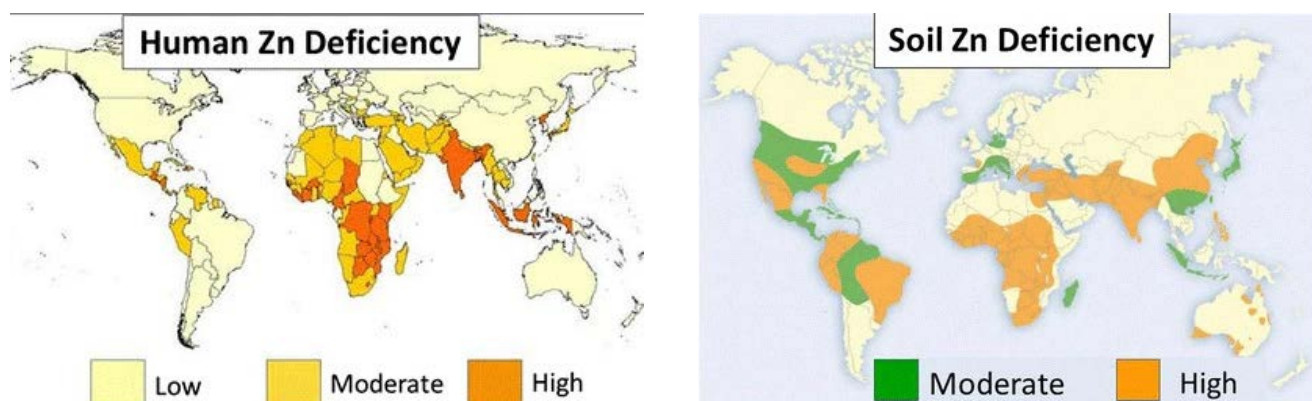 Human Zn Deficiency
Low
Moderate
High
Soil Zn Deficiency
Moderate
High